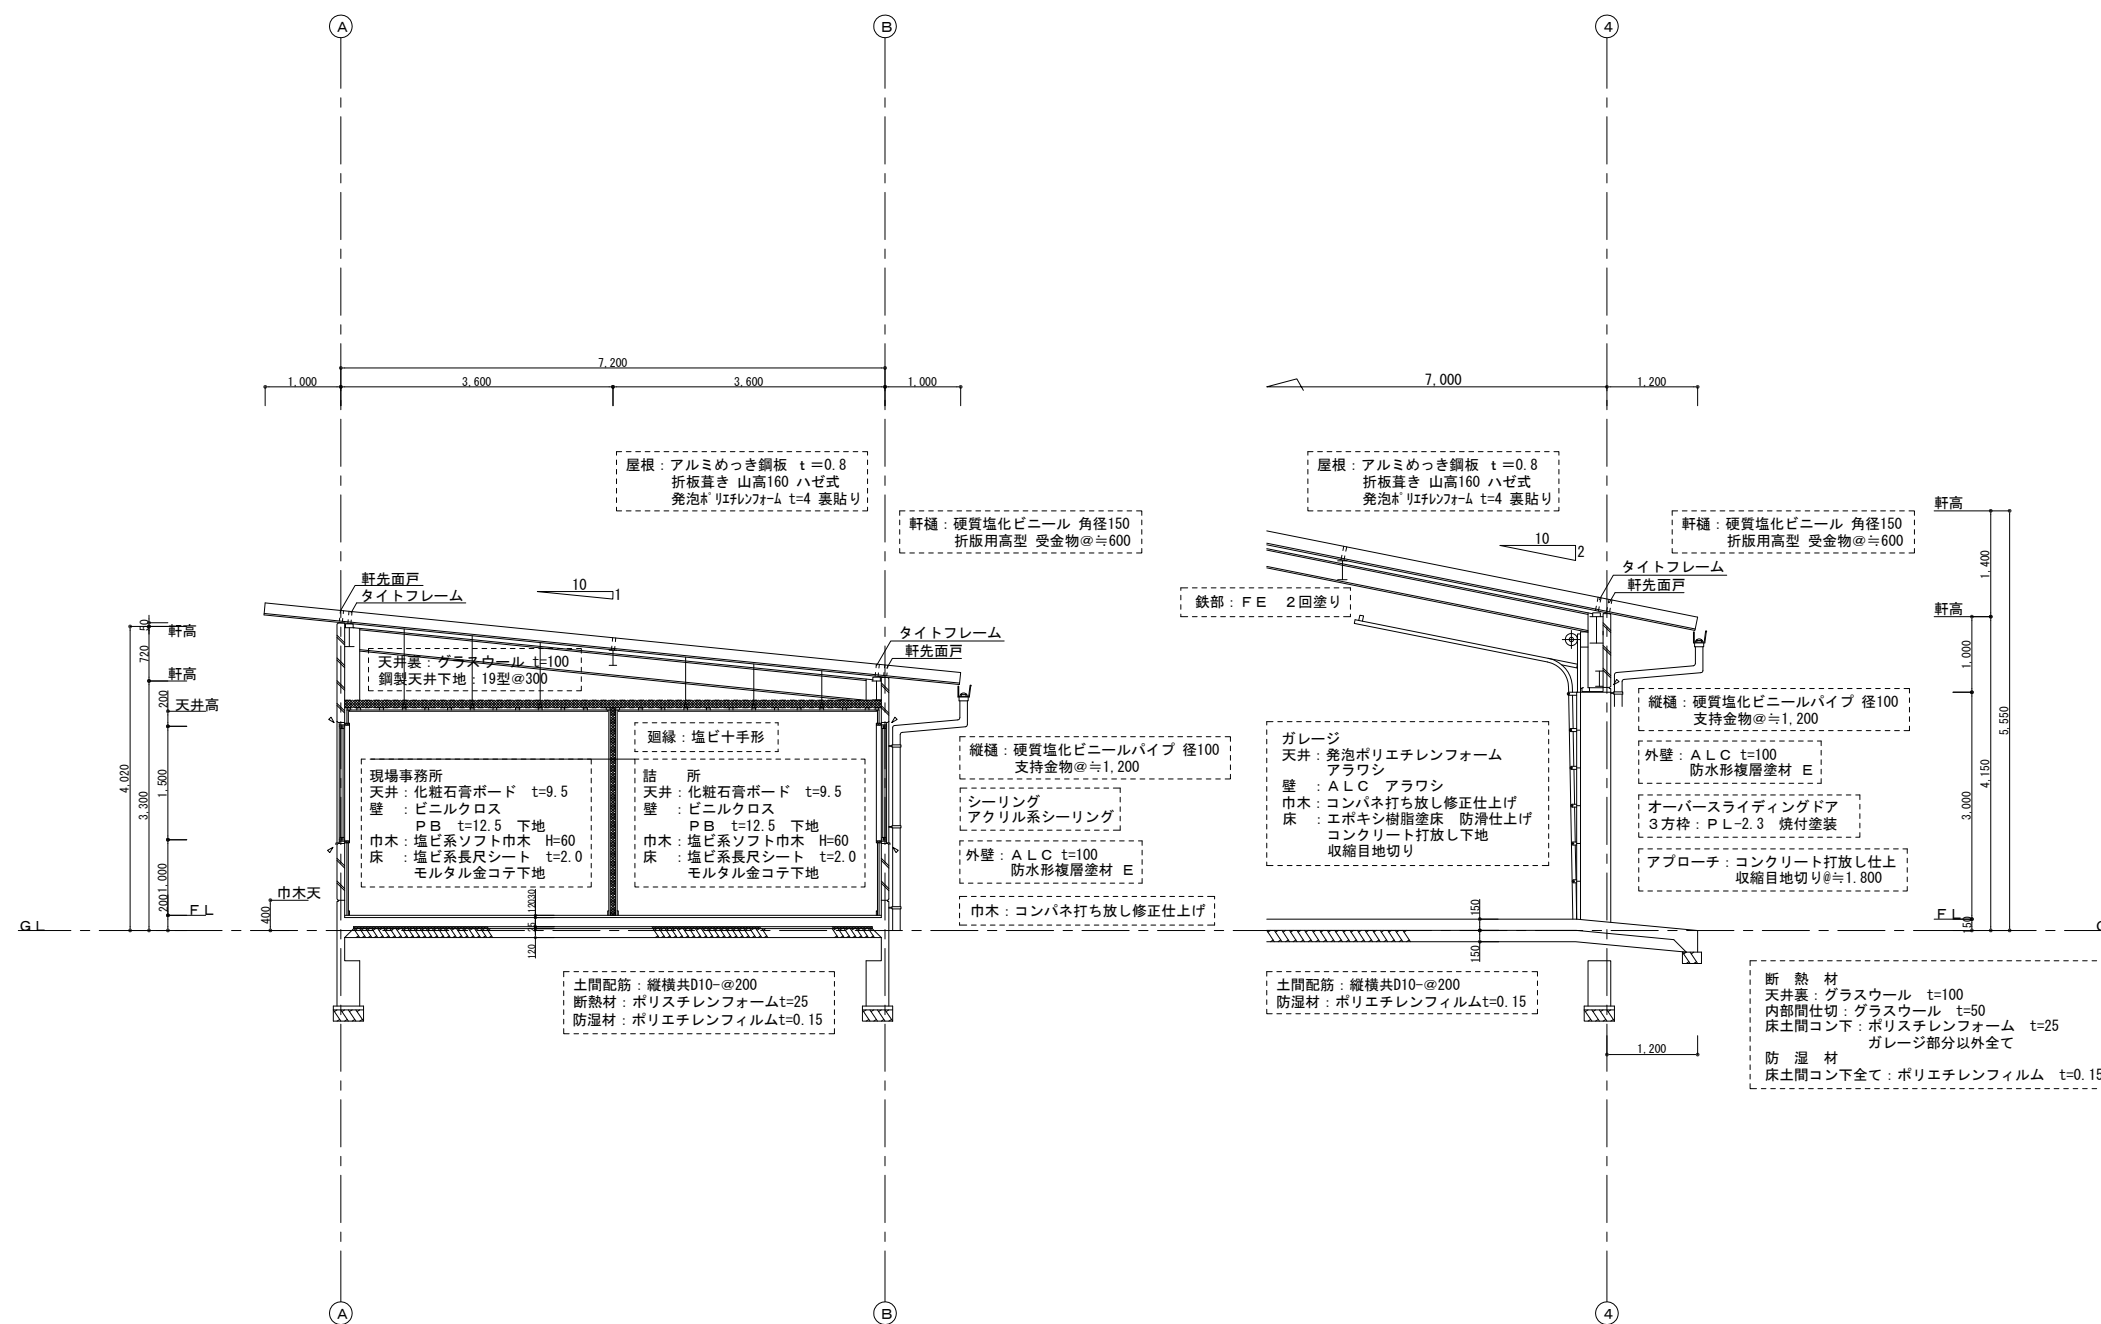 A
B
4
7,200
1,000
3,600
3,600
1,000
7,000
1,200
屋根：アルミめっき鋼板 ｔ＝0.8
折板葺き 山高160 ハゼ式
発泡ﾎﾟﾘｴﾁﾚﾝﾌｫｰﾑ t=4 裏貼り
軒樋：硬質塩化ビニール 角径150
折版用高型 受金物@≒600
屋根：アルミめっき鋼板 ｔ＝0.8
折板葺き 山高160 ハゼ式
発泡ﾎﾟﾘｴﾁﾚﾝﾌｫｰﾑ t=4 裏貼り
軒樋：硬質塩化ビニール 角径150
折版用高型 受金物@≒600
軒高
軒高
1,400
1,000
5,550
4,150
3,000
150
ＦＬ
10
2
タイトフレーム
軒先面戸
鉄部：ＦＥ　２回塗り
軒先面戸
タイトフレーム
10
1
タイトフレーム
軒先面戸
50
軒高
720
軒高
200
天井高
4,020
3,300
1,500
1,000
200
ＦＬ
巾木天
400
ＧＬ
天井裏：グラスウール t=100
鋼製天井下地：19型@300
廻縁：塩ビ十手形
現場事務所
天井：化粧石膏ボード　t=9.5
壁　：ビニルクロス
ＰＢ　t=12.5　下地
巾木：塩ビ系ソフト巾木　H=60
床　：塩ビ系長尺シート　t=2.0
モルタル金コテ下地
詰　　所
天井：化粧石膏ボード　t=9.5
壁　：ビニルクロス
ＰＢ　t=12.5　下地
巾木：塩ビ系ソフト巾木　H=60
床　：塩ビ系長尺シート　t=2.0
モルタル金コテ下地
縦樋：硬質塩化ビニールパイプ 径100
支持金物@≒1,200
シーリング
アクリル系シーリング
外壁：ＡＬＣ t=100
防水形複層塗材 Ｅ
巾木：コンパネ打ち放し修正仕上げ
30
120
25
120
土間配筋：縦横共D10-@200
断熱材：ポリスチレンフォームt=25
防湿材：ポリエチレンフィルムt=0.15
ガレージ
天井：発泡ポリエチレンフォーム
アラワシ
壁　：ＡＬＣ　アラワシ
巾木：コンパネ打ち放し修正仕上げ
床　：エポキシ樹脂塗床　防滑仕上げ
コンクリート打放し下地
収縮目地切り
縦樋：硬質塩化ビニールパイプ 径100
支持金物@≒1,200
外壁：ＡＬＣ t=100
防水形複層塗材 Ｅ
オーバースライディングドア
３方枠：ＰＬ-2.3　焼付塗装
アプローチ：コンクリート打放し仕上
収縮目地切り@≒1.800
150
150
土間配筋：縦横共D10-@200
防湿材：ポリエチレンフィルムt=0.15
1,200
断　熱　材
天井裏：グラスウール　t=100
内部間仕切：グラスウール　t=50
床土間コン下：ポリスチレンフォーム　t=25
ガレージ部分以外全て
防　湿　材
床土間コン下全て：ポリエチレンフィルム　t=0.15
A
B
4